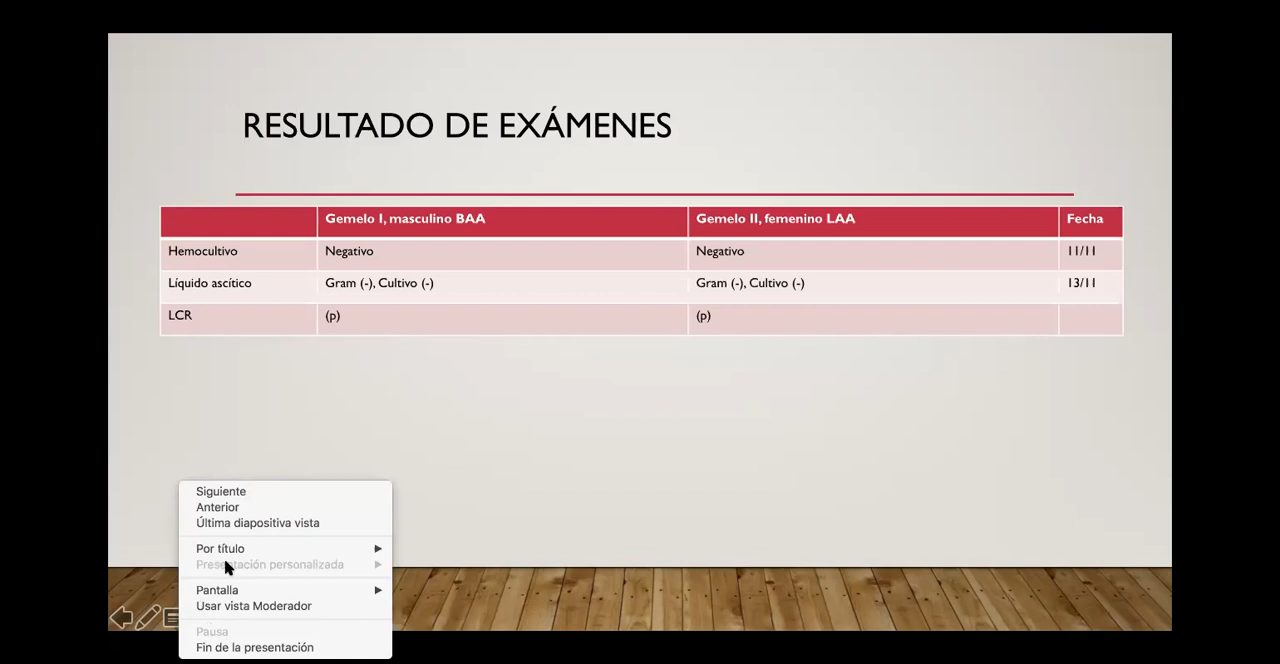 RESULTADO DE EXÁMENES
Gemelo I, masculino BAA Gemelo II, femenino LAA Fecha
Hemocultivo Negativo Negativo 11/11
Líquido ascítico Gram (-), Cultivo (-) Gram (-), Cultivo (-) 13/11
LCR (p) (p)
Siguiente
Anterior
Última diapositiva vista
Por título
Presentación personalizada
Pantalla
Usar vista Moderador
Pausa
Fin de la presentación